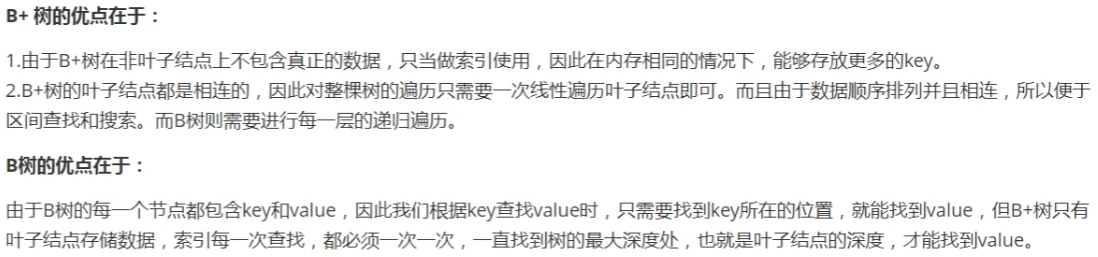 B+ 树的优点在于：
1.由于B+树在非叶子结点上不包含真正的数据，只当做索引使用，因此在内存相同的情况下，能够存放更多的key。
2.B+树的叶子结点都是相连的，因此对整棵树的遍历只需要一次线性遍历叶子结点即可。而且由于数据顺序排列并且相连，所以便于
区间查找和搜索。而B树则需要进行每一层的递归遍历。
B树的优点在于：
由于B树的每一个节点都包含key和value，因此我们根据key查找value时，只需要找到key所在的位置，就能找到value，但B+树只有
叶子结点存储数据，索引每一次查找，都必须一次一次，一直找到树的最大深度处，也就是叶子结点的深度，才能找到value。